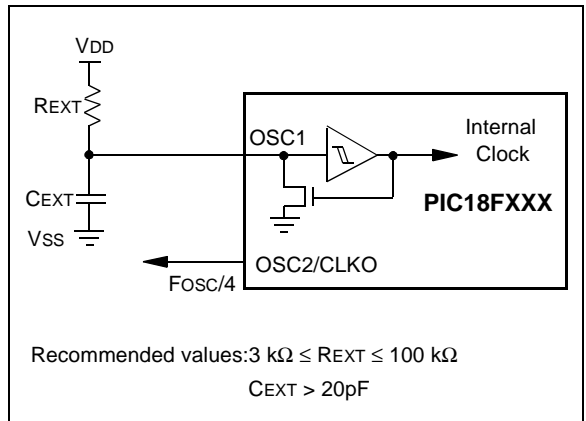 VDD
REXT
OSC1
Internal
Clock
CEXT
PIC18FXXX
VSS
OSC2/CLKO
FOSC/4
Recommended values:3 kΩ ≤ REXT ≤ 100 kΩ
CEXT > 20pF